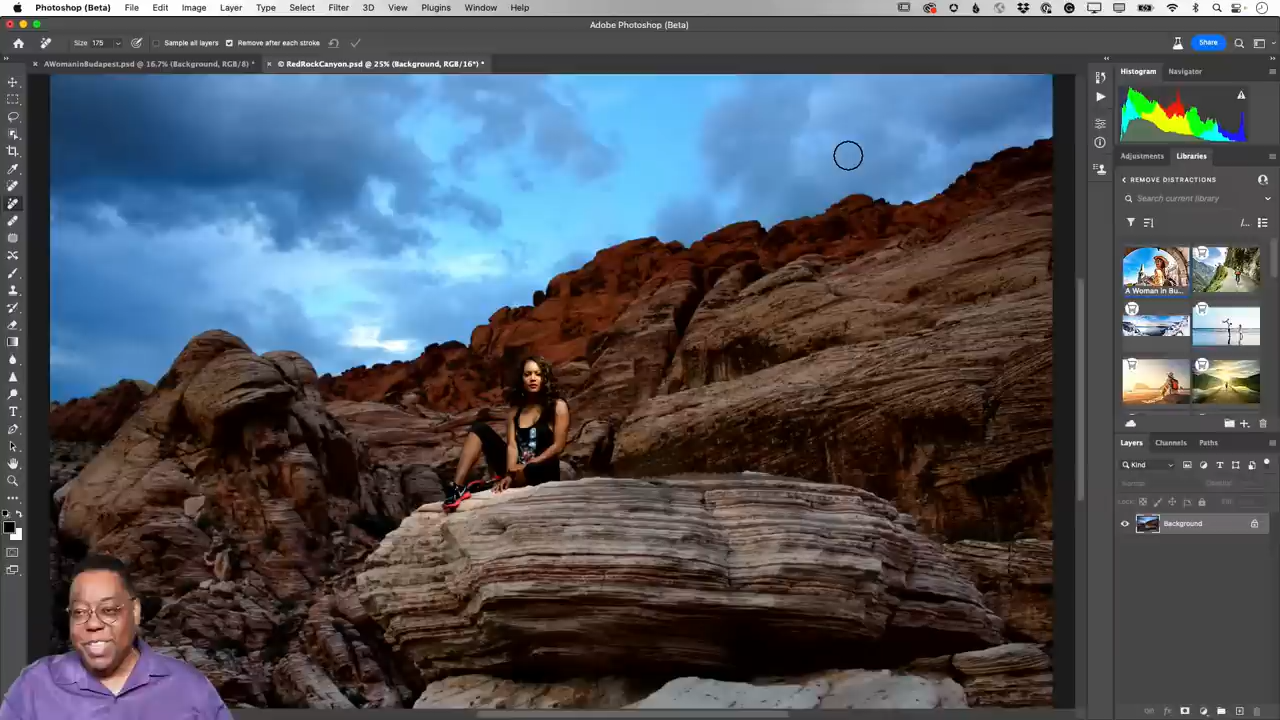 Photoshop (Beta) File Edit Image Layer Type Select Filter 3D View Plugins Window Help
Adobe Photoshop (Beta)
Size 175 Sample all layers Remove after each stroke Share
AWomaninBudapest.psd @ 16.7% (Background, RGB/8) * © RedRockCanyon.psd @ 25% (Background, RGB/16*) *
Histogram Navigator
Adjustments Libraries
REMOVE DISTRACTIONS
Search current library
A Woman in Bu...
Layers Channels Paths
Kind
Lock: Fill:
Background